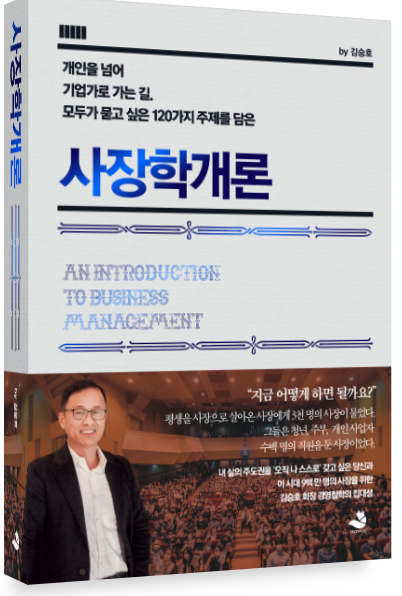 by 김승호
개인을 넘어
기업가로 가는 길.
모두가 묻고 싶은 120가지 주제를 담은
사장학개론
AN INTRODUCTION
TO BUSINESS
MANAGEMENT
"지금 어떻게 하면 될까요?"
평생을 사장으로 살아온 사장에게 3천 명의 사장이 물었다.
그들은 청년, 주부, 개인사업자
수백 명의 직원을 둔 사장이었다.
내 삶의 주도권을 '오직 나 스스로' 갖고 싶은 당신과
이 시대 9백 만 명의 사장을 위한
김승호 회장 경영철학의 집대성
사장학개론